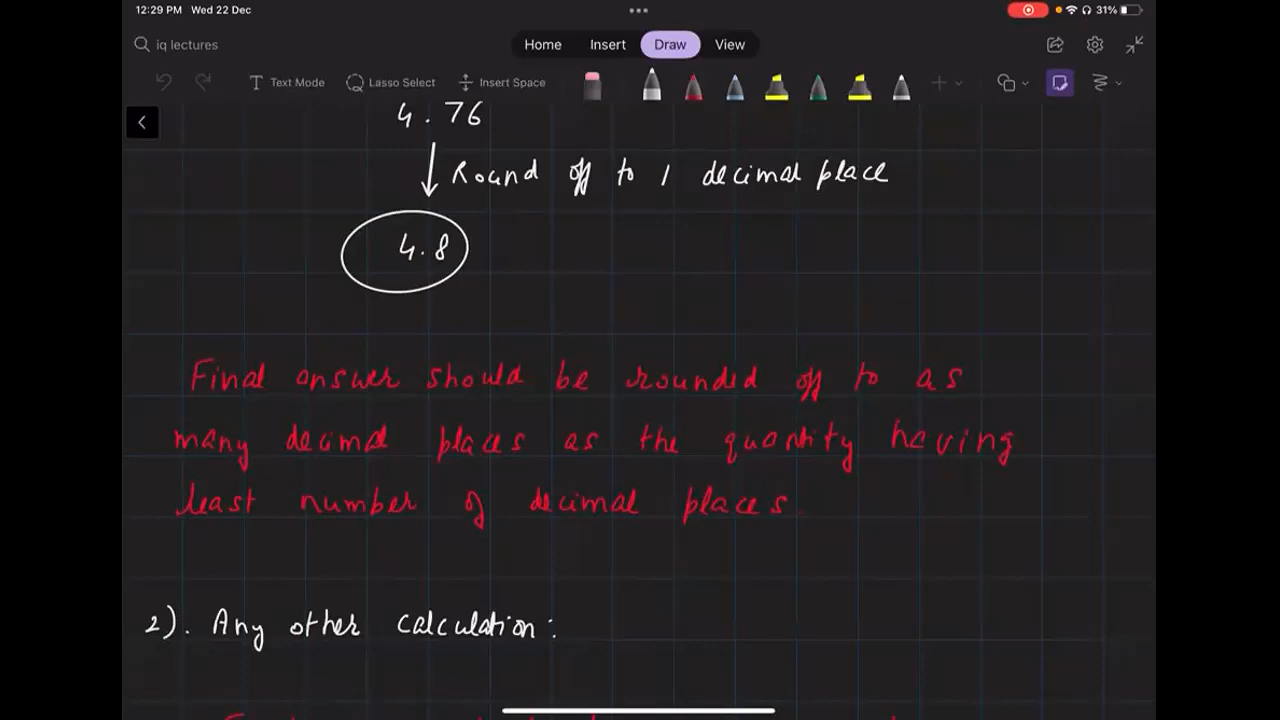 12:29 PM Wed 22 Dec
31%
iq lectures
Home Insert Draw View
Text Mode Lasso Select Insert Space
4.76
Round off to 1 decimal place
4.8
Final answer should be rounded off to as
many decimal places as the quantity having
least number of decimal places.
2). Any other calculation: